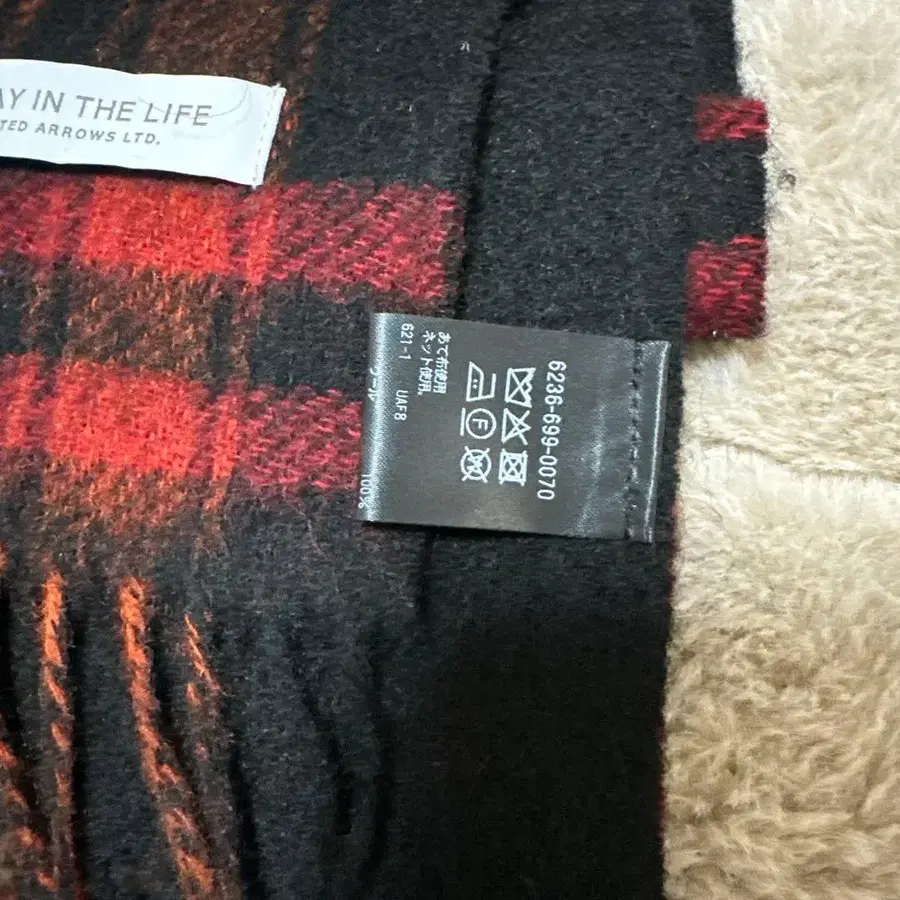 AY IN THE LIFE
TED ARROWS LTD.
6236-699-0070
F
あて布使用
ネット使用。
621-1 UAF8
ウール 100%